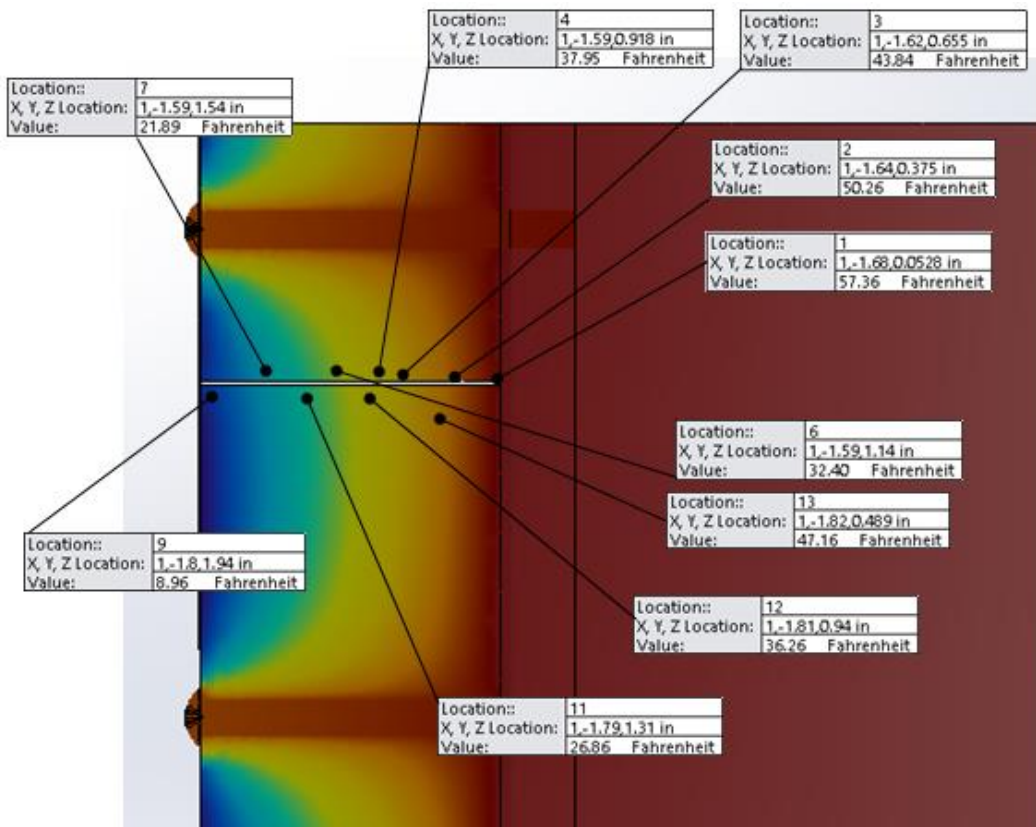 Location:: 4
X, Y, Z Location: 1,-1.59,0.918 in
Value: 37.95 Fahrenheit
Location:: 3
X, Y, Z Location: 1,-1.62,0.655 in
Value: 43.84 Fahrenheit
Location:: 7
X, Y, Z Location: 1,-1.59,1.54 in
Value: 21.89 Fahrenheit
Location:: 2
X, Y, Z Location: 1,-1.64,0.375 in
Value: 50.26 Fahrenheit
Location:: 1
X, Y, Z Location: 1,-1.68,0.0528 in
Value: 57.36 Fahrenheit
Location:: 6
X, Y, Z Location: 1,-1.59,1.14 in
Value: 32.40 Fahrenheit
Location:: 13
X, Y, Z Location: 1,-1.82,0.489 in
Value: 47.16 Fahrenheit
Location:: 9
X, Y, Z Location: 1,-1.8,1.94 in
Value: 8.96 Fahrenheit
Location:: 12
X, Y, Z Location: 1,-1.81,0.94 in
Value: 36.26 Fahrenheit
Location:: 11
X, Y, Z Location: 1,-1.79,1.31 in
Value: 26.86 Fahrenheit